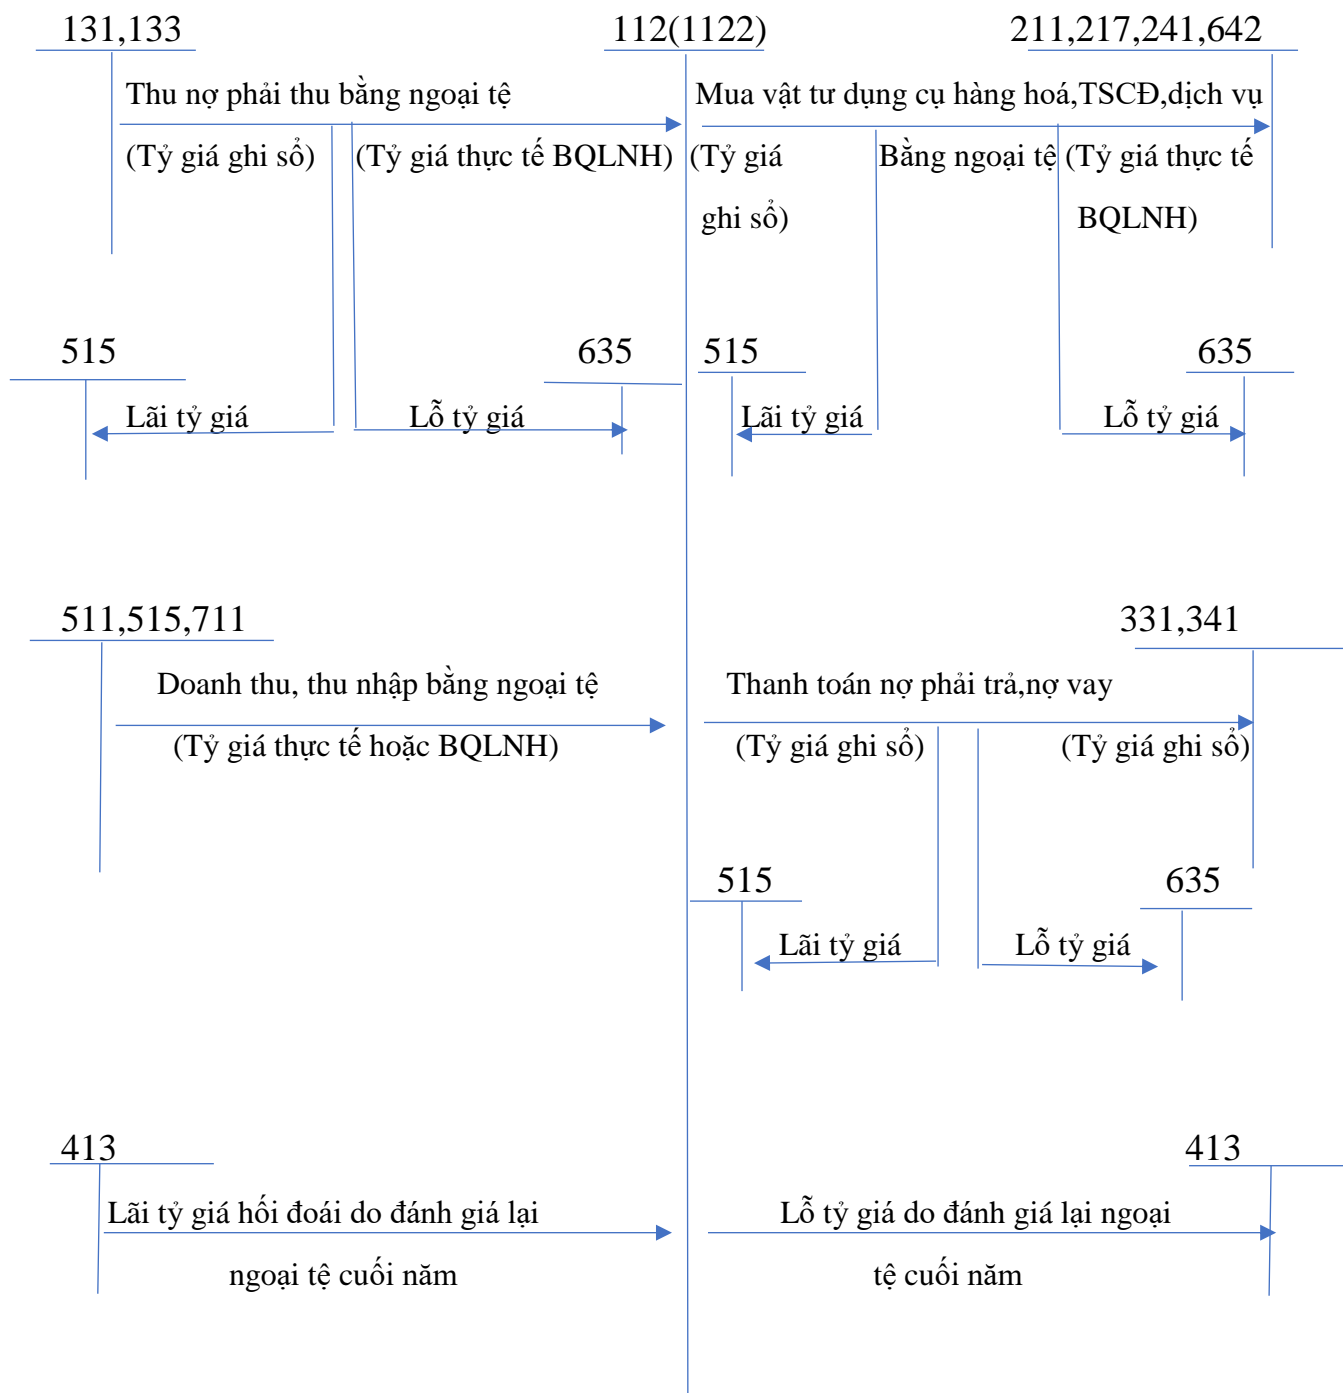 131,133
112(1122)
211,217,241,642
Thu nợ phải thu bằng ngoại tệ
Mua vật tư dụng cụ hàng hoá,TSCĐ,dịch vụ
(Tỷ giá ghi sổ)
(Tỷ giá thực tế BQLNH)
(Tỷ giá
ghi sổ)
Bằng ngoại tệ
(Tỷ giá thực tế
BQLNH)
515
635
515
635
Lãi tỷ giá
Lỗ tỷ giá
Lãi tỷ giá
Lỗ tỷ giá
511,515,711
331,341
Doanh thu, thu nhập bằng ngoại tệ
Thanh toán nợ phải trả,nợ vay
(Tỷ giá thực tế hoặc BQLNH)
(Tỷ giá ghi sổ)
(Tỷ giá ghi sổ)
515
635
Lãi tỷ giá
Lỗ tỷ giá
413
413
Lãi tỷ giá hối đoái do đánh giá lại
ngoại tệ cuối năm
Lỗ tỷ giá do đánh giá lại ngoại
tệ cuối năm